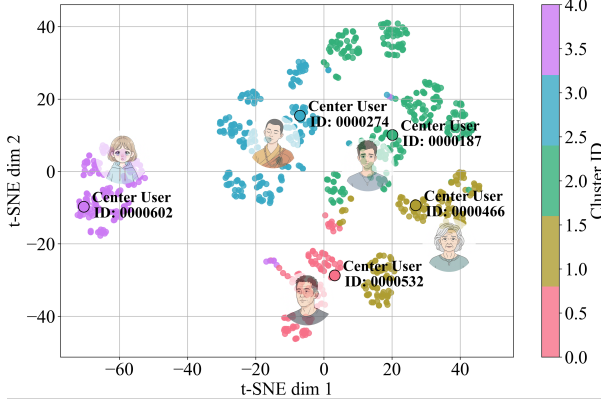 40
20
0
−20
−40
t-SNE dim 2
−60
−40
−20
0
20
40
t-SNE dim 1
Center User
ID: 0000274
Center User
ID: 0000187
Center User
ID: 0000602
Center User
ID: 0000466
Center User
ID: 0000532
4.0
3.5
3.0
2.5
2.0
1.5
1.0
0.5
0.0
Cluster ID